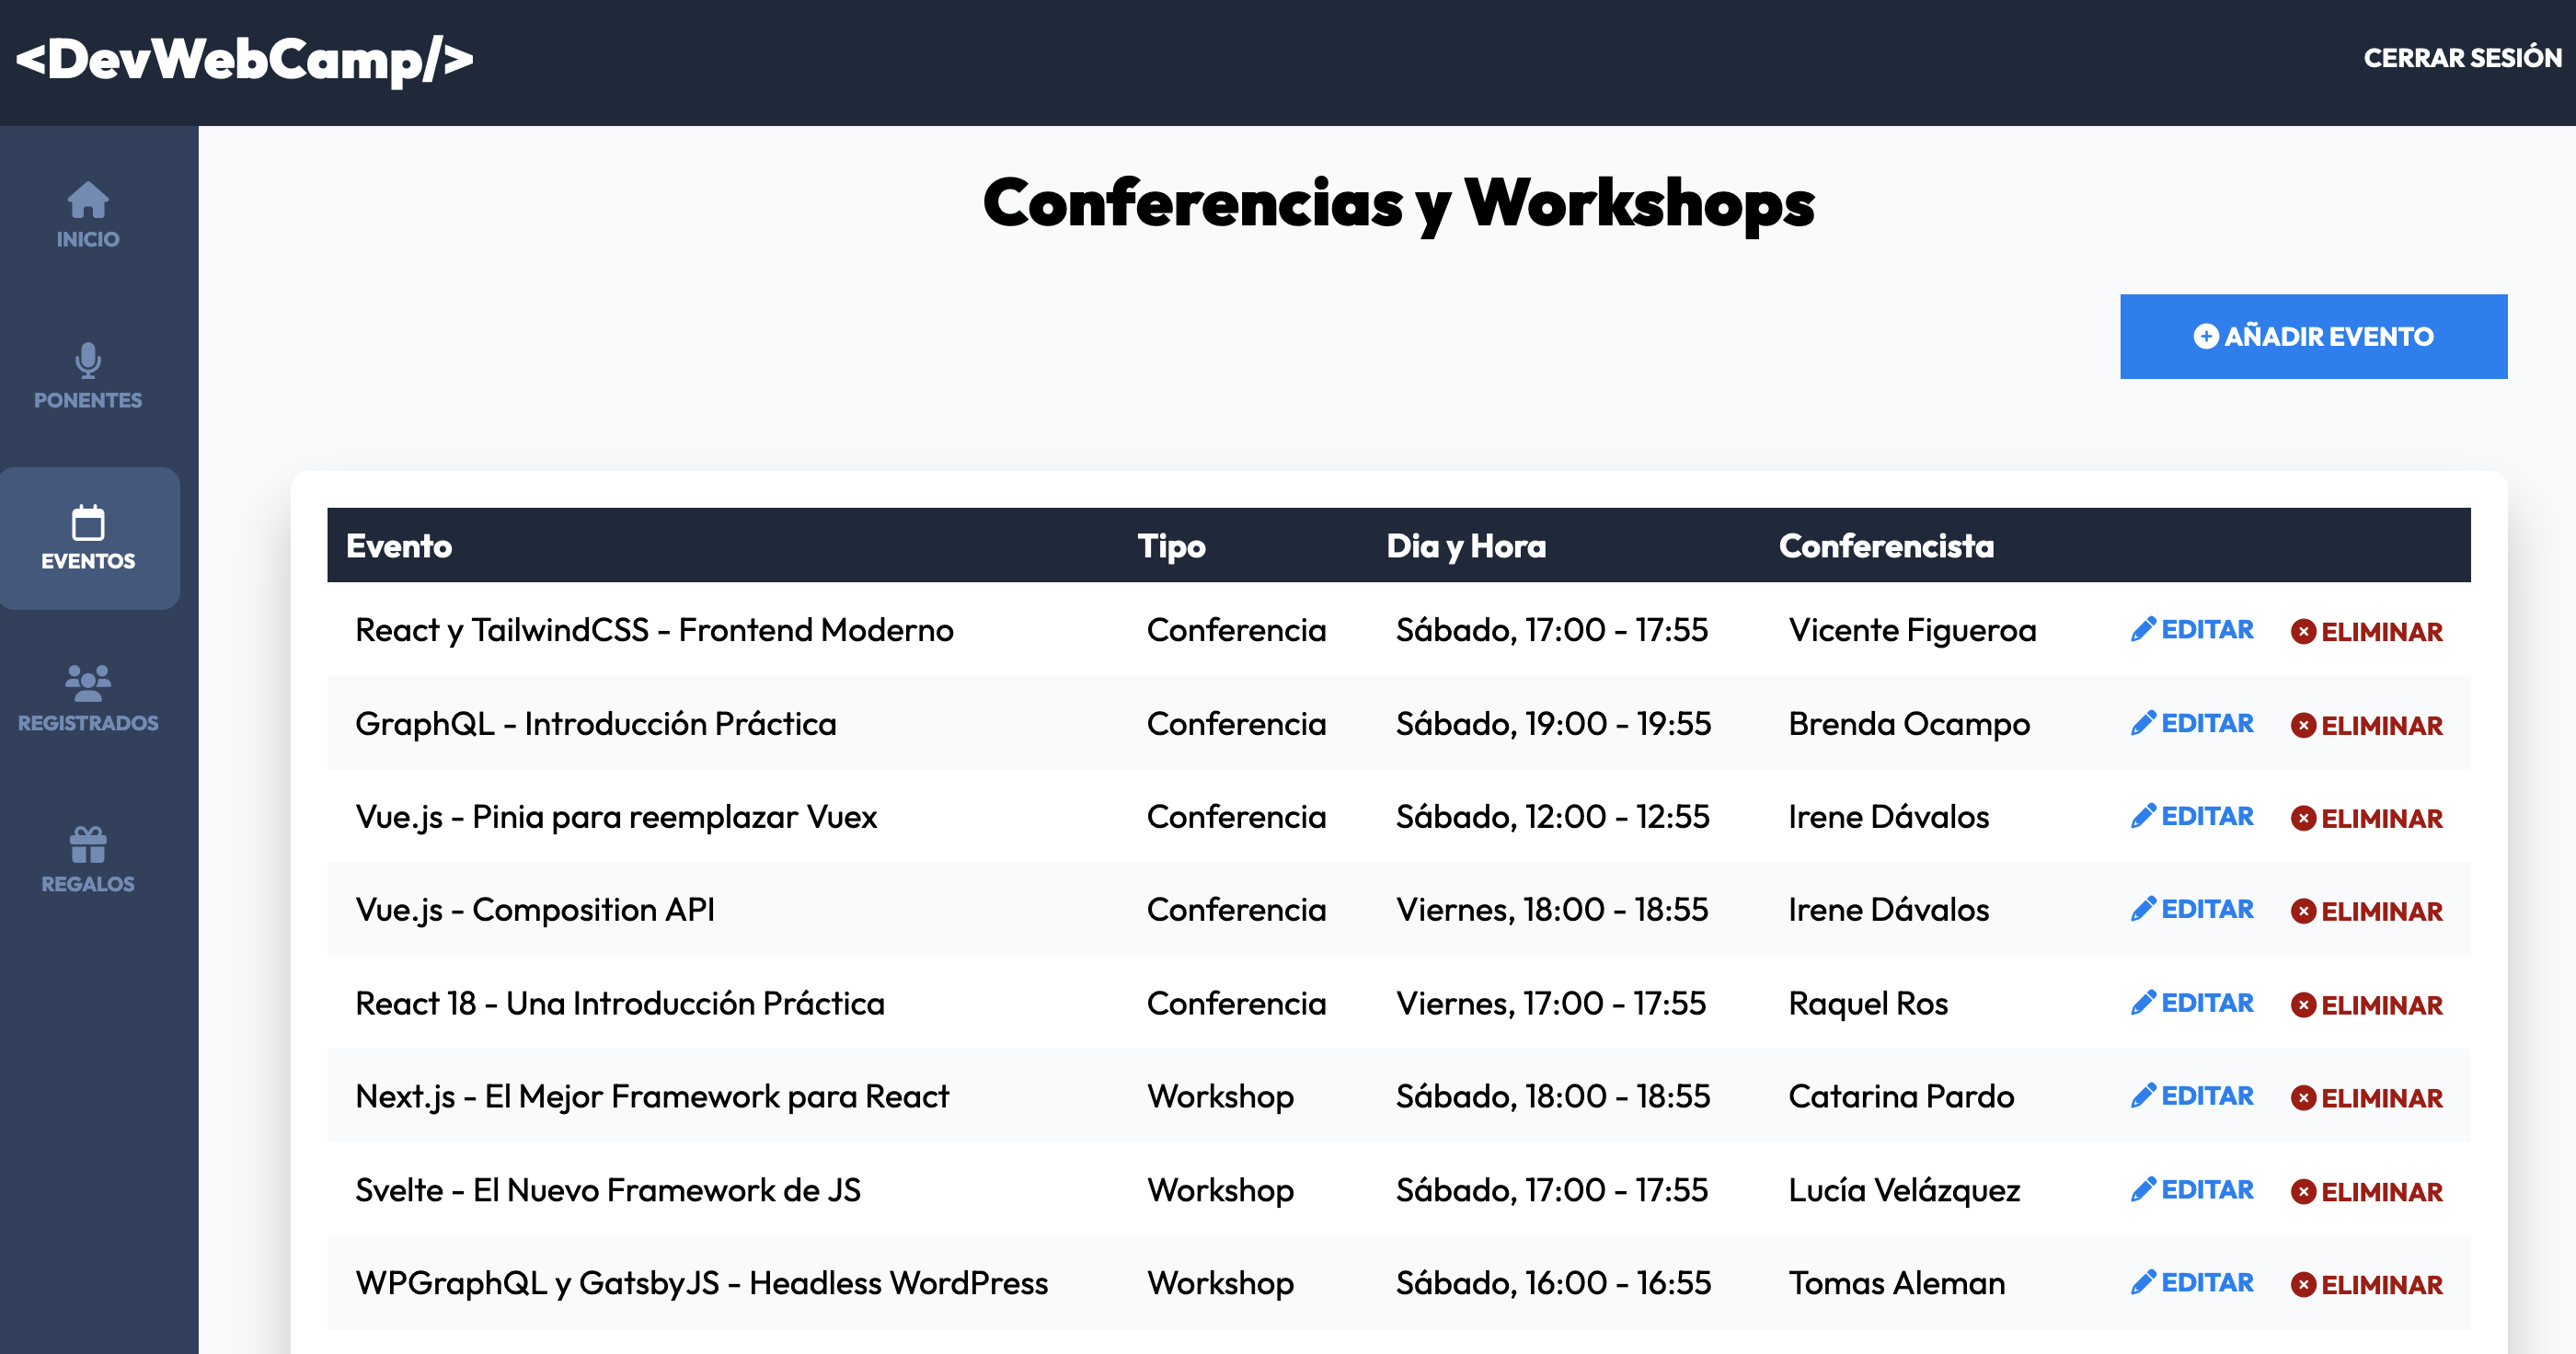 <DevWebCamp/>
CERRAR SESIÓN
INICIO
PONENTES
EVENTOS
REGISTRADOS
REGALOS
Conferencias y Workshops
AÑADIR EVENTO
Evento Tipo Dia y Hora Conferencista
React y TailwindCSS - Frontend Moderno Conferencia Sábado, 17:00 - 17:55 Vicente Figueroa EDITAR ELIMINAR
GraphQL - Introducción Práctica Conferencia Sábado, 19:00 - 19:55 Brenda Ocampo EDITAR ELIMINAR
Vue.js - Pinia para reemplazar Vuex Conferencia Sábado, 12:00 - 12:55 Irene Dávalos EDITAR ELIMINAR
Vue.js - Composition API Conferencia Viernes, 18:00 - 18:55 Irene Dávalos EDITAR ELIMINAR
React 18 - Una Introducción Práctica Conferencia Viernes, 17:00 - 17:55 Raquel Ros EDITAR ELIMINAR
Next.js - El Mejor Framework para React Workshop Sábado, 18:00 - 18:55 Catarina Pardo EDITAR ELIMINAR
Svelte - El Nuevo Framework de JS Workshop Sábado, 17:00 - 17:55 Lucía Velázquez EDITAR ELIMINAR
WPGraphQL y GatsbyJS - Headless WordPress Workshop Sábado, 16:00 - 16:55 Tomas Aleman EDITAR ELIMINAR